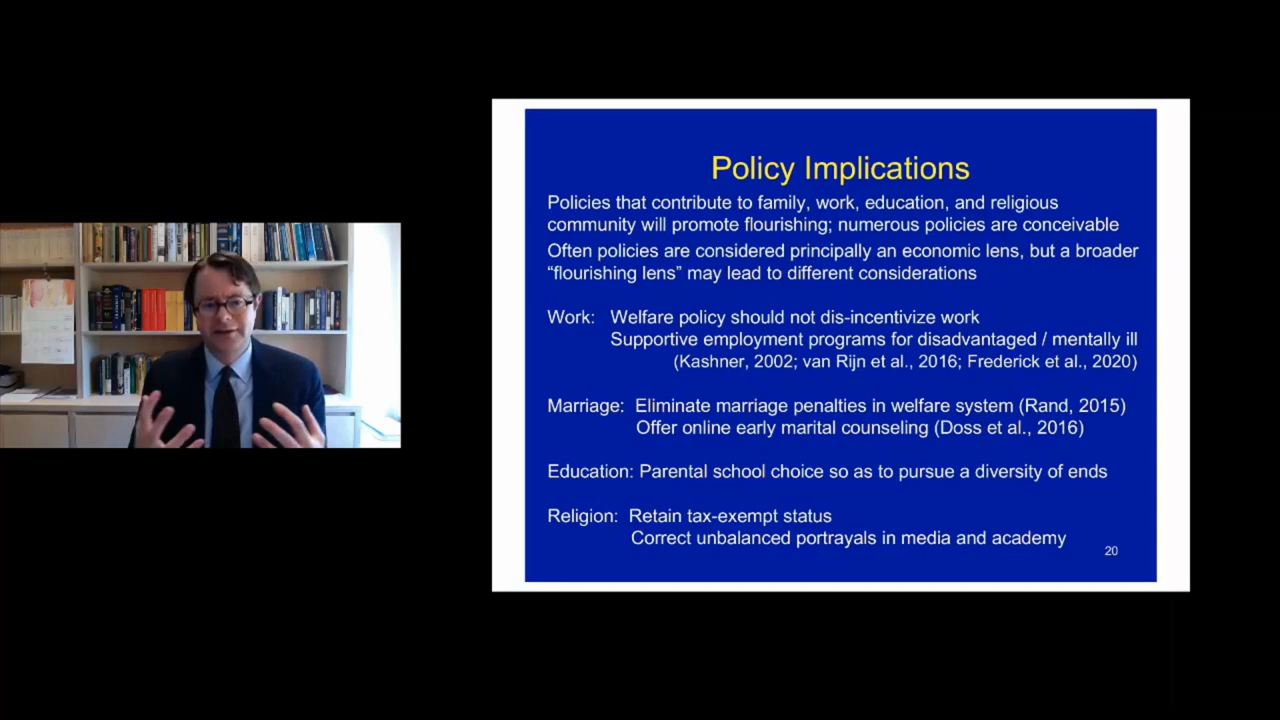 Policy Implications
Policies that contribute to family, work, education, and religious
community will promote flourishing; numerous policies are conceivable
Often policies are considered principally an economic lens, but a broader
“flourishing lens” may lead to different considerations
Work: Welfare policy should not dis-incentivize work
Supportive employment programs for disadvantaged / mentally ill
(Kashner, 2002; van Rijn et al., 2016; Frederick et al., 2020)
Marriage: Eliminate marriage penalties in welfare system (Rand, 2015)
Offer online early marital counseling (Doss et al., 2016)
Education: Parental school choice so as to pursue a diversity of ends
Religion: Retain tax-exempt status
Correct unbalanced portrayals in media and academy
20